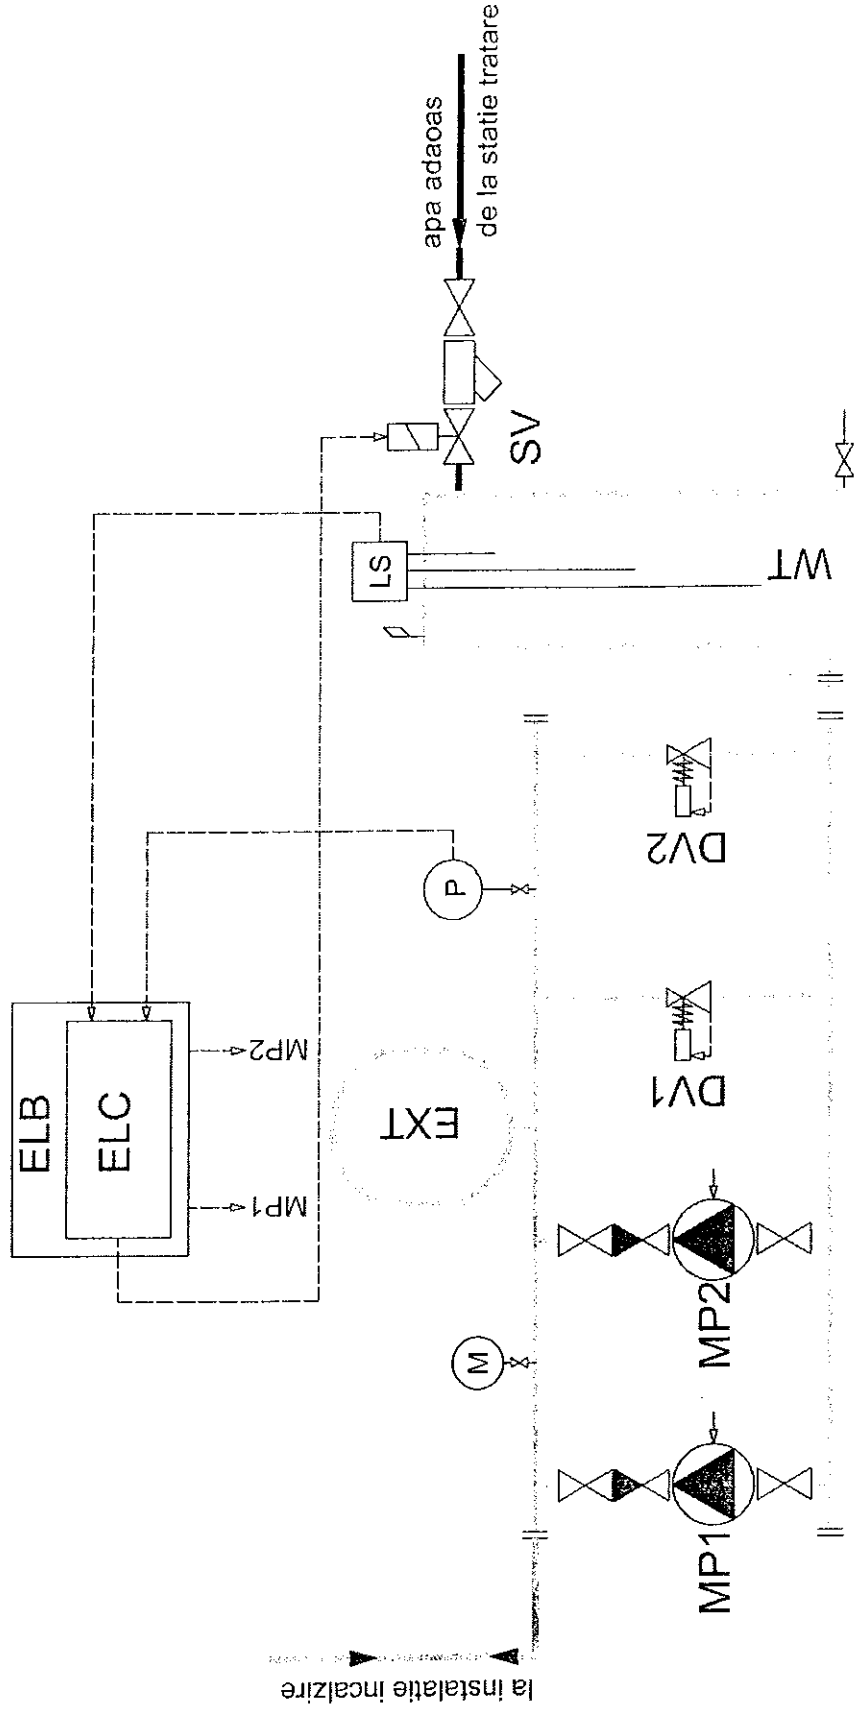 apa adaoas
de la statie tratare
SV
LS
WT
ELB
ELC
MP2
MP1
P
EXT
M
DV2
DV1
MP2
MP1
la instalatie incalzire